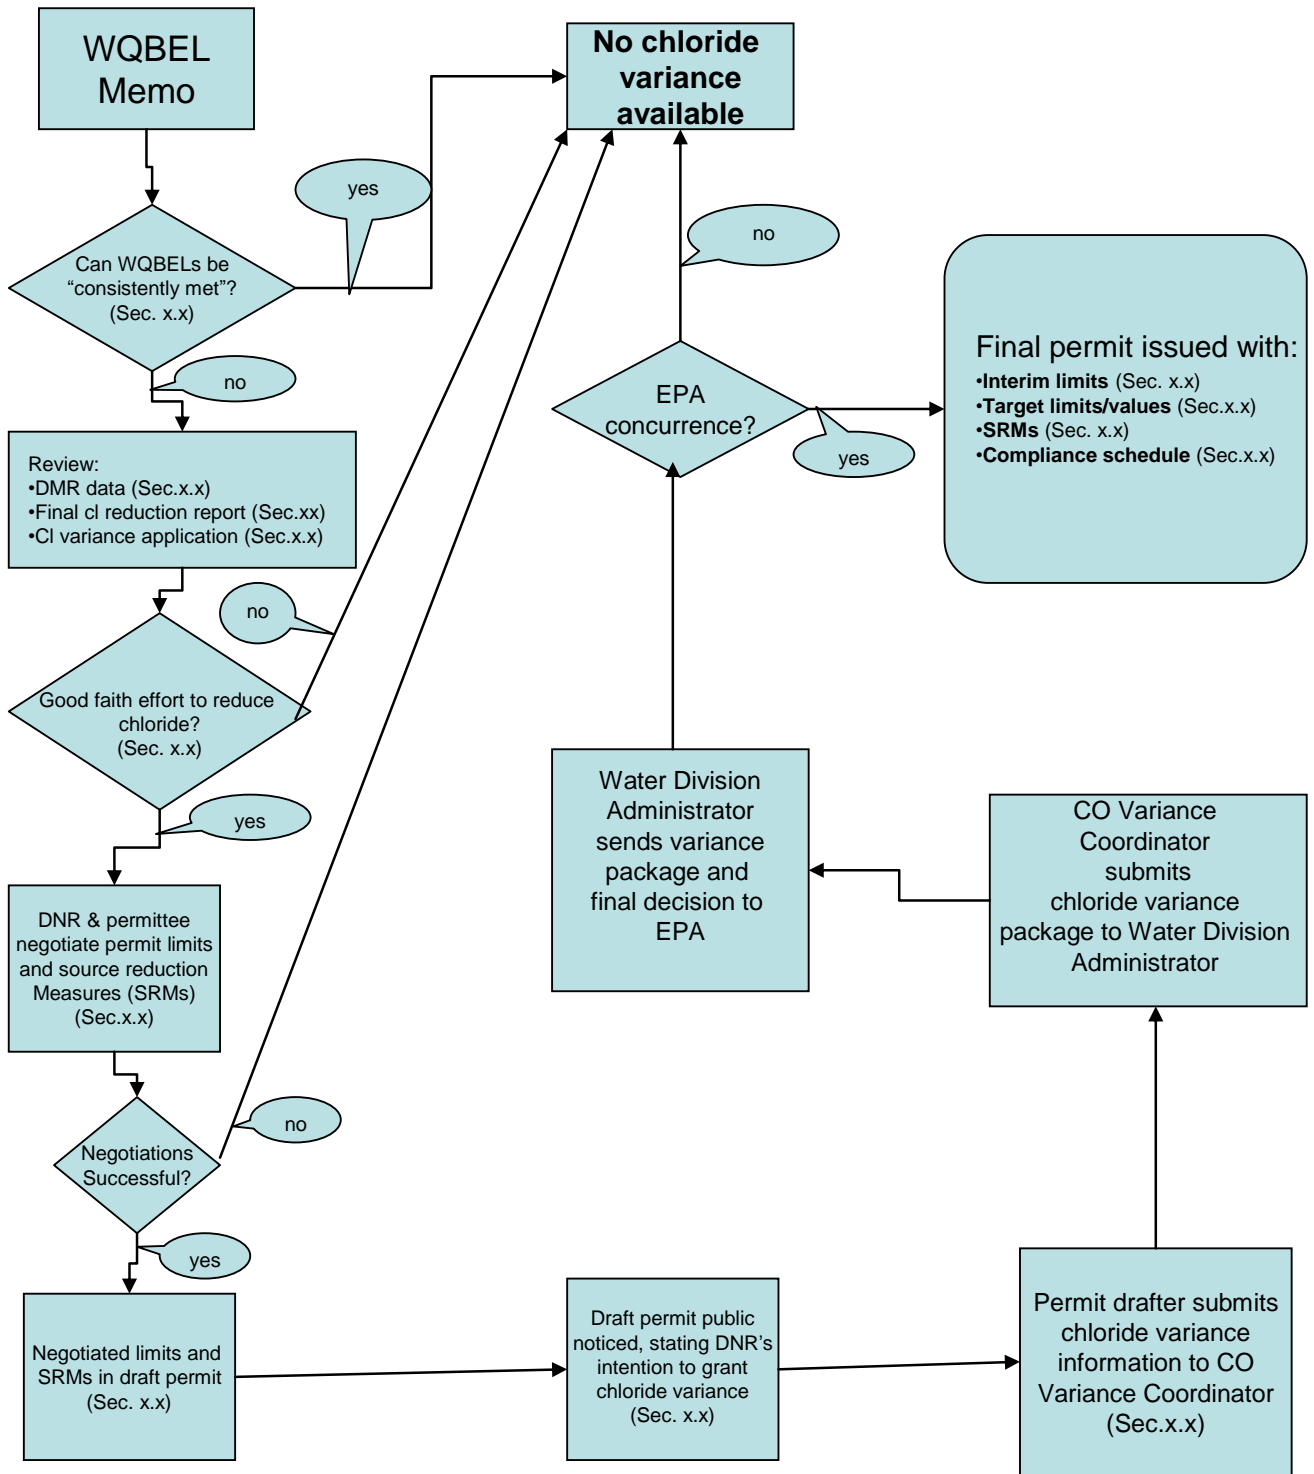 WQBEL
Memo
No chloride
variance
available
yes
Can WQBELs be
“consistently met”?
(Sec. x.x)
no
no
Review:
•DMR data (Sec.x.x)
•Final cl reduction report (Sec.xx)
•Cl variance application (Sec.x.x)
EPA
concurrence?
yes
Final permit issued with:
•Interim limits (Sec. x.x)
•Target limits/values (Sec.x.x)
•SRMs (Sec. x.x)
•Compliance schedule (Sec.x.x)
no
Good faith effort to reduce
chloride?
(Sec. x.x)
yes
DNR & permittee
negotiate permit limits
and source reduction
Measures (SRMs)
(Sec.x.x)
Water Division
Administrator
sends variance
package and
final decision to
EPA
CO Variance
Coordinator
submits
chloride variance
package to Water Division
Administrator
no
Negotiations
Successful?
yes
Negotiated limits and
SRMs in draft permit
(Sec. x.x)
Draft permit public
noticed, stating DNR’s
intention to grant
chloride variance
(Sec. x.x)
Permit drafter submits
chloride variance
information to CO
Variance Coordinator
(Sec.x.x)